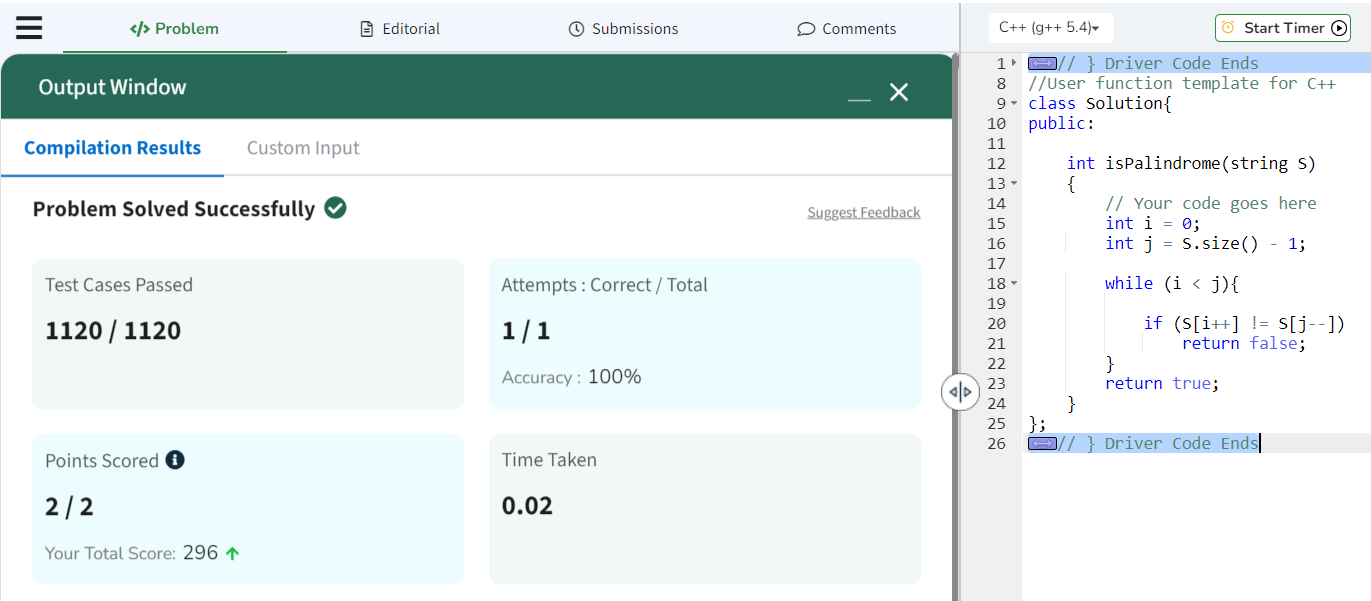 </> Problem
Editorial
Submissions
Comments
C++ (g++ 5.4)
Start Timer
Output Window
Compilation Results
Custom Input
Problem Solved Successfully
Suggest Feedback
Test Cases Passed
1120 / 1120
Attempts : Correct / Total
1 / 1
Accuracy : 100%
Points Scored
2 / 2
Your Total Score: 296
Time Taken
0.02
1 // } Driver Code Ends
8 //User function template for C++
9 class Solution{
10 public:
11
12     int isPalindrome(string S)
13     {
14         // Your code goes here
15         int i = 0;
16         int j = S.size() - 1;
17
18         while (i < j){
19
20             if (S[i++] != S[j--])
21                 return false;
22         }
23         return true;
24     }
25 };
26 // } Driver Code Ends